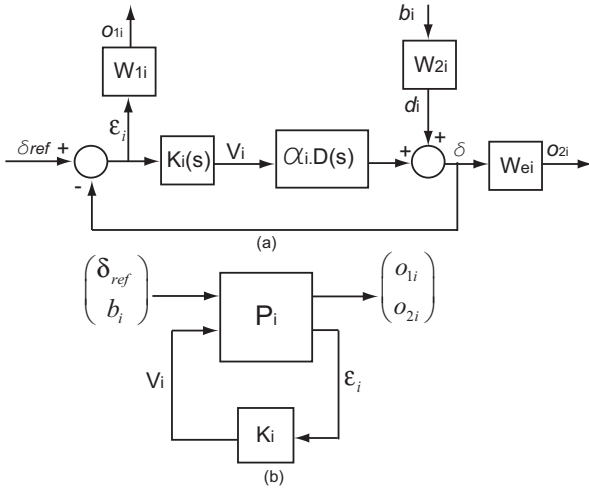 o1i
bi
W1i
W2i
εi
di
δref
+
-
Ki(s)
Vi
αi.D(s)
+
+
δ
Wei
o2i
(a)
(δref bi)
Pi
(o1i o2i)
Vi
εi
Ki
(b)